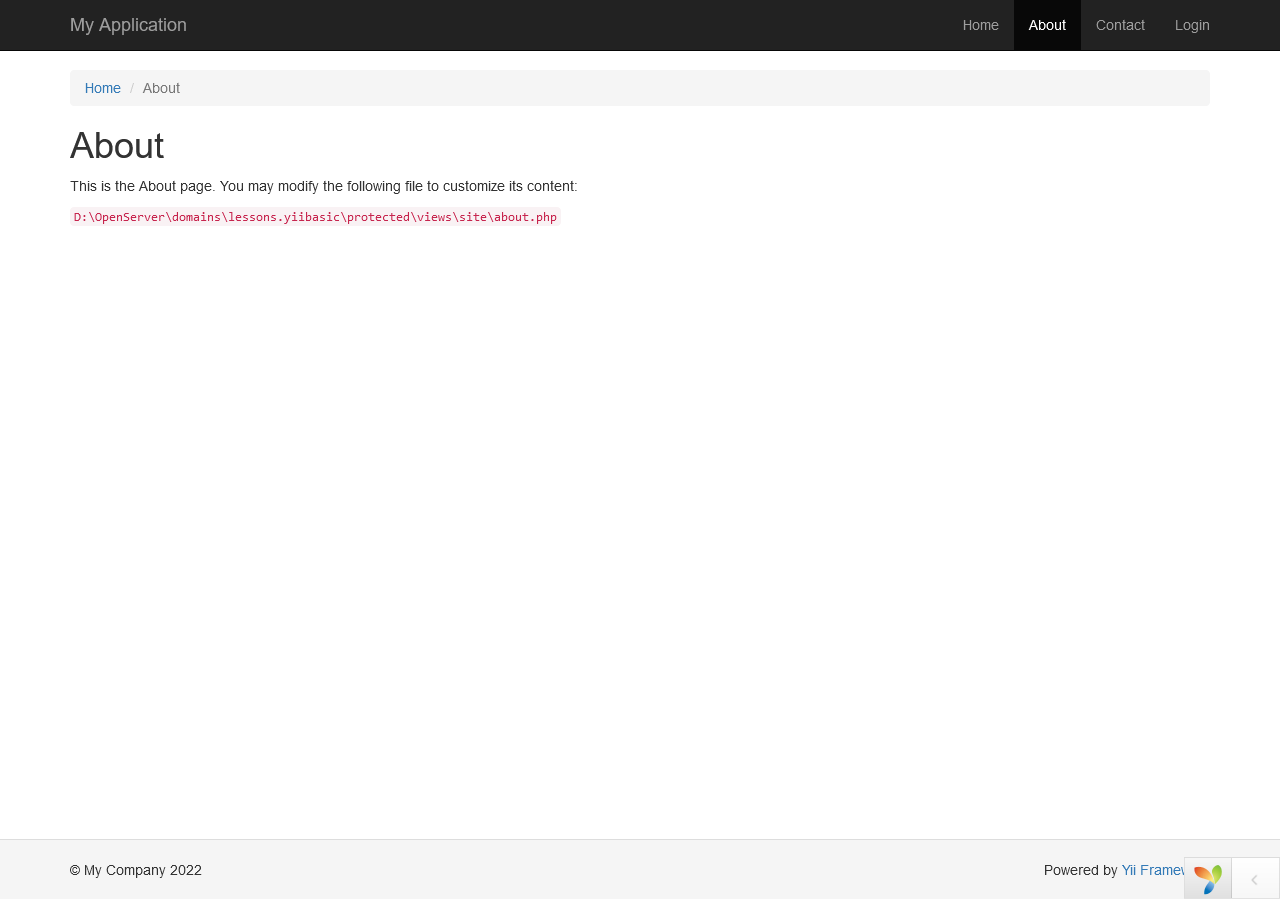 My Application Home About Contact Login
Home / About
About
This is the About page. You may modify the following file to customize its content:
D:\OpenServer\domains\lessons.yiibasic\protected\views\site\about.php
© My Company 2022 Powered by Yii